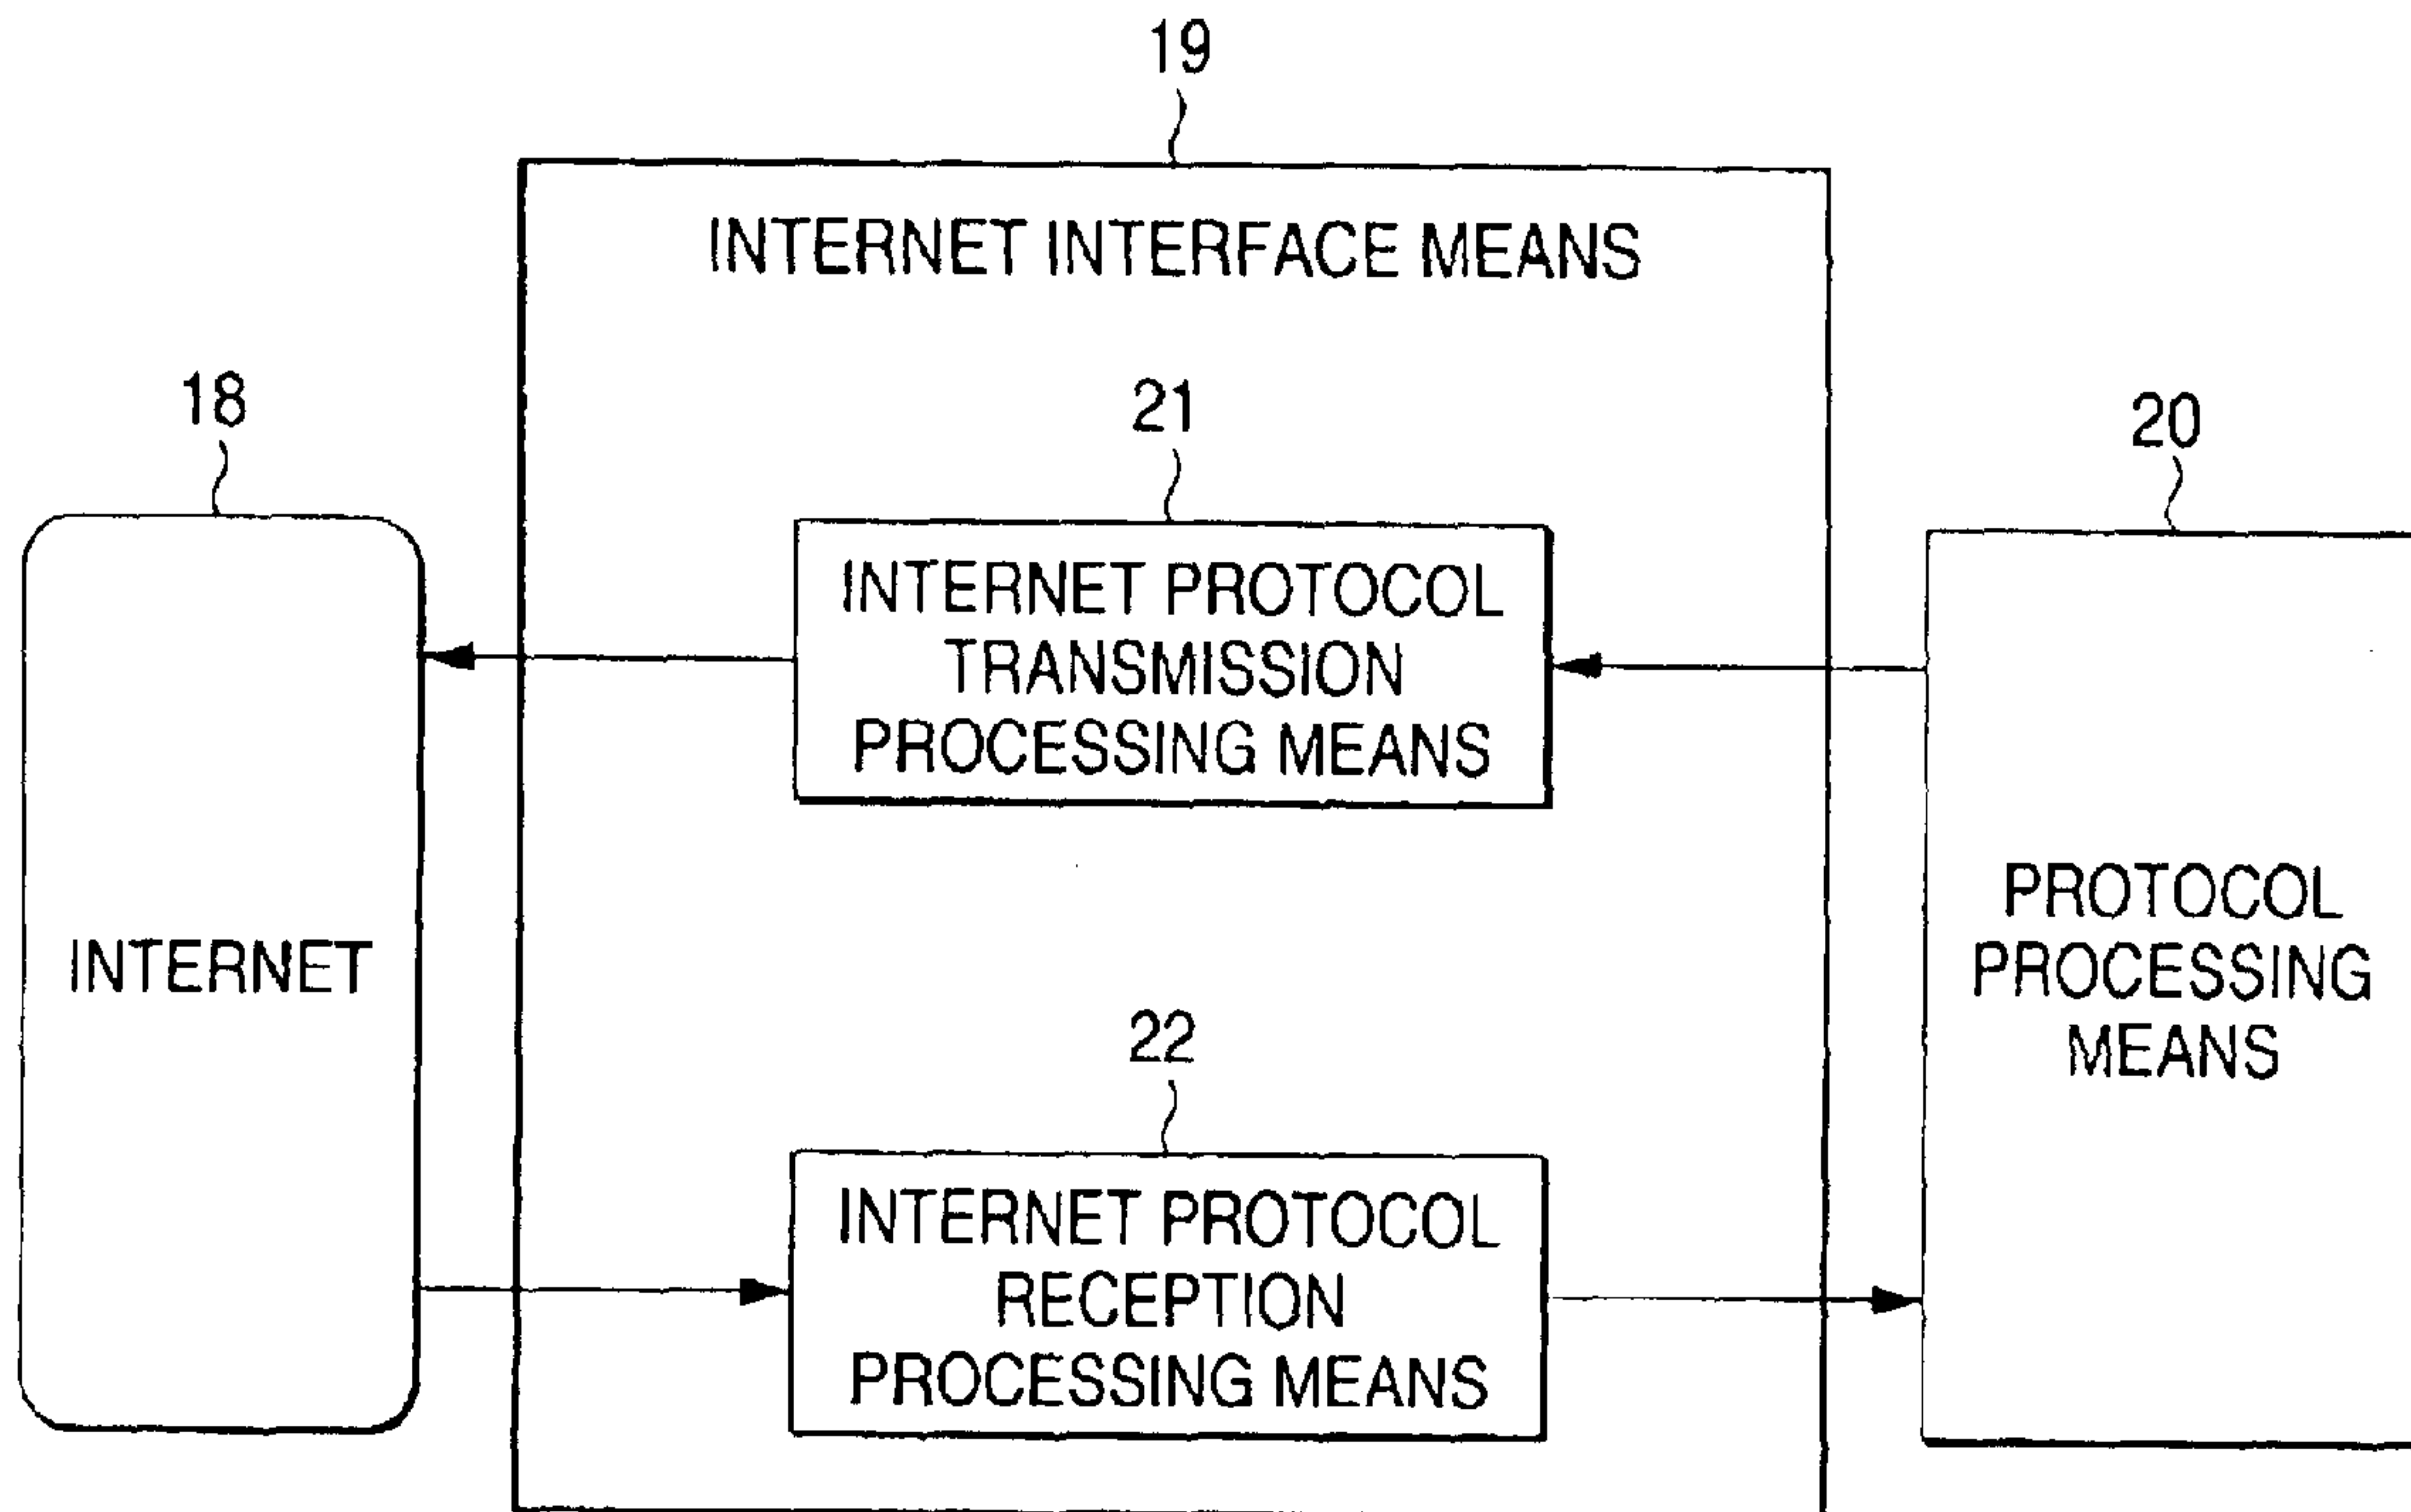 19
INTERNET INTERFACE MEANS
18
21
20
INTERNET PROTOCOL
TRANSMISSION
PROCESSING MEANS
INTERNET
PROTOCOL
PROCESSING
MEANS
22
INTERNET PROTOCOL
RECEPTION
PROCESSING MEANS